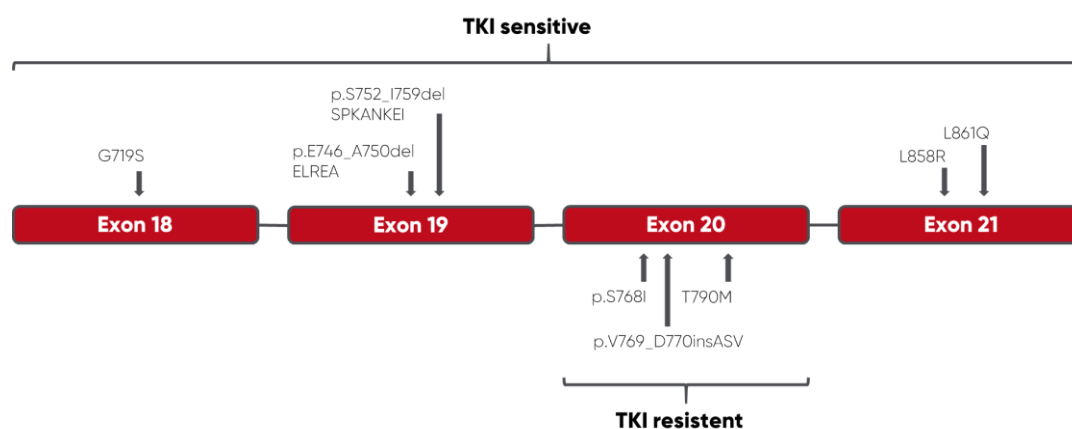 TKI sensitive
p.S752_I759del
SPKANKEI
L861Q
G719S
p.E746_A750del
ELREA
L858R
Exon 18
Exon 19
Exon 20
Exon 21
p.S768I
T790M
p.V769_D770insASV
TKI resistent